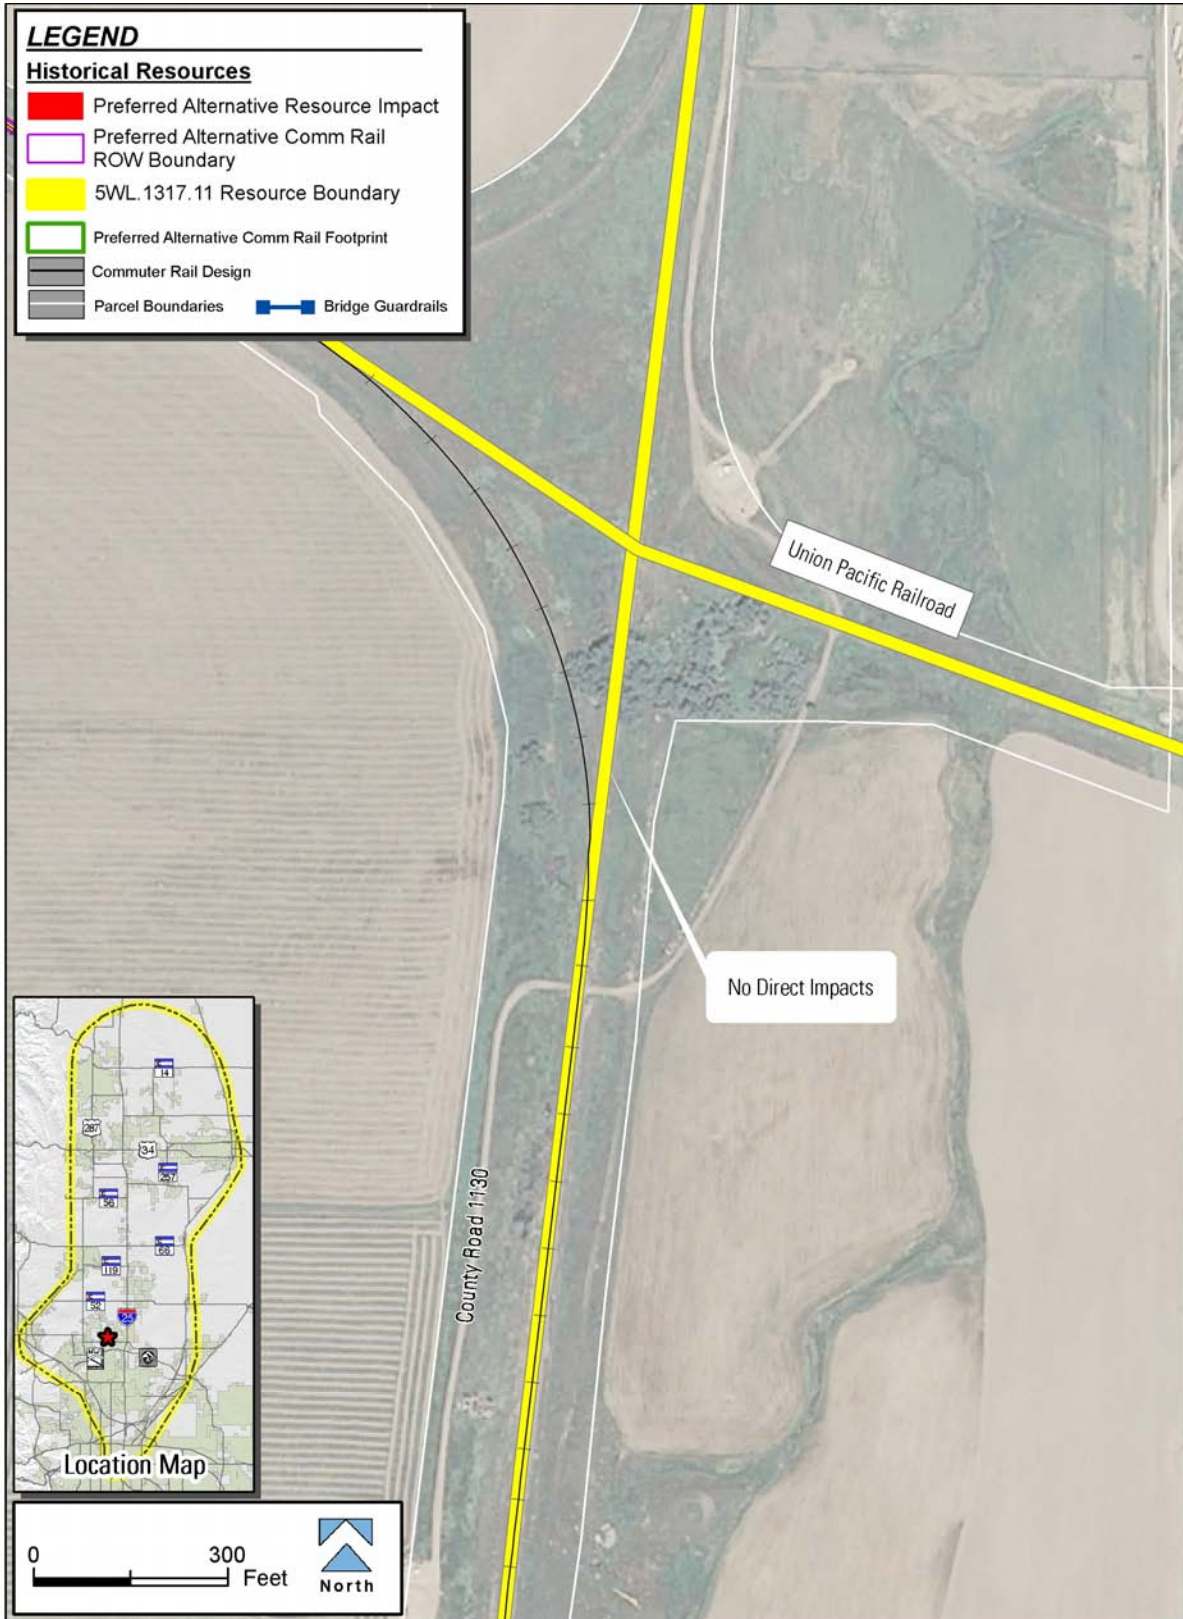 LEGEND
Historical Resources
Preferred Alternative Resource Impact
Preferred Alternative Comm Rail
ROW Boundary
5WL.1317.11 Resource Boundary
Preferred Alternative Comm Rail Footprint
Commuter Rail Design
Parcel Boundaries
Bridge Guardrails
Union Pacific Railroad
No Direct Impacts
County Road 1130
14
287
34
257
56
66
119
52
25
Location Map
0 300
Feet
North